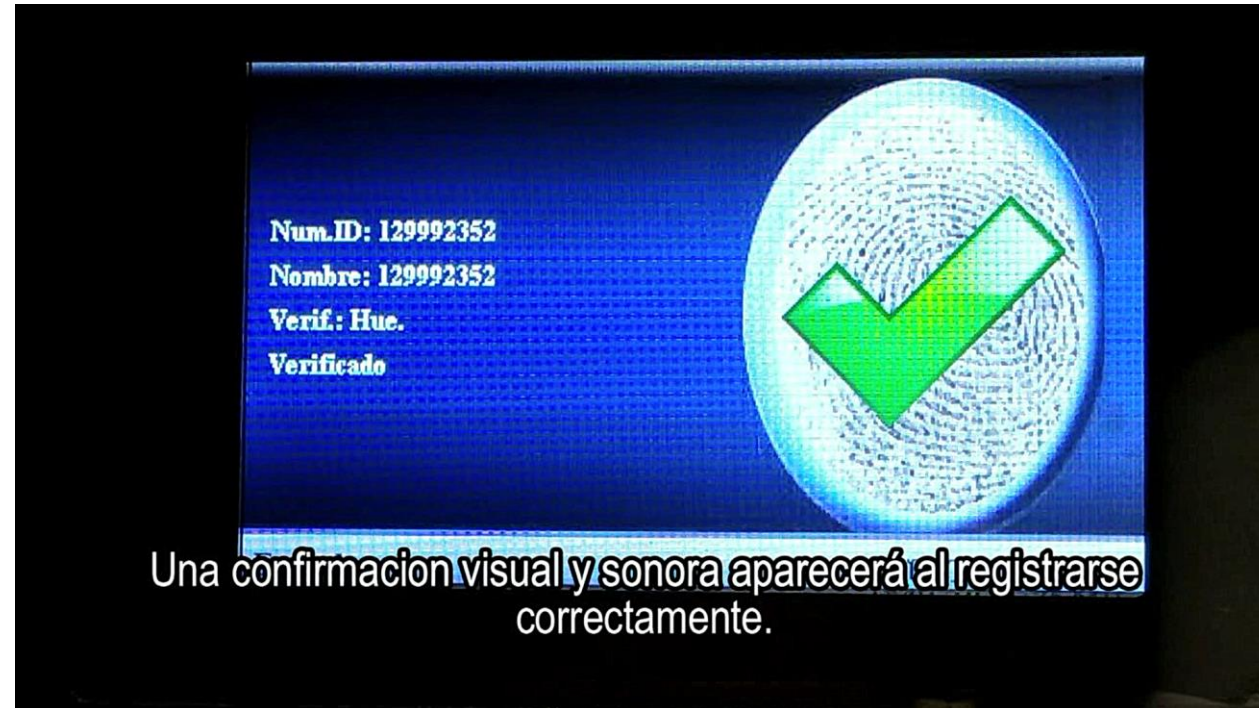 Num.ID: 129992352
Nombre: 129992352
Verif.: Hue.
Verificado
Una confirmacion visual y sonora aparecerá al registrarse
correctamente.